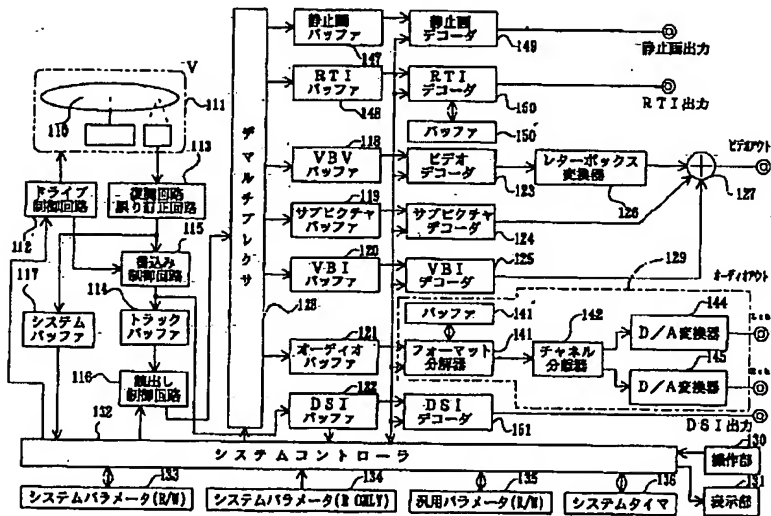 静止画
バッファ
147
静止画
デコーダ
149
静止画出力
V
111
110
RTI
バッファ
148
RTI
デコーダ
150
RTI出力
バッファ
150
113
118
VBV
バッファ
ビデオ
デコーダ
123
レターボックス
変換器
126
ビデオアウト
127
ドライブ
制御回路
112
復調回路
誤り訂正回路
115
119
サブピクチャ
バッファ
サブピクチャ
デコーダ
124
書込み
制御回路
117
114
120
VBI
バッファ
VBI
デコーダ
125
129
オーディオアウト
デマルチプレクサ
128
システム
バッファ
トラック
バッファ
116
読出し
制御回路
121
オーディオ
バッファ
バッファ
141
フォーマット
分解器
141
142
チャネル
分離器
144
D/A変換器
145
D/A変換器
132
122
DSI
バッファ
DSI
デコーダ
151
DSI出力
システムコントローラ
130
操作部
131
表示部
133
システムパラメータ(R/W)
134
システムパラメータ(R ONLY)
135
汎用パラメータ(R/W)
136
システムタイマ